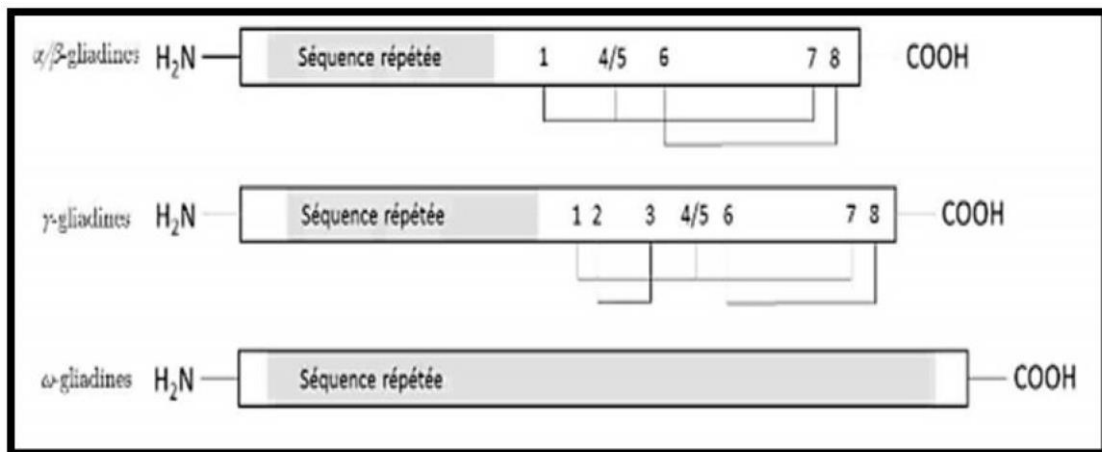 α/β-gliadines H₂N Séquence répétée 1 4/5 6 7 8 COOH
γ-gliadines H₂N Séquence répétée 1 2 3 4/5 6 7 8 COOH
ω-gliadines H₂N Séquence répétée COOH